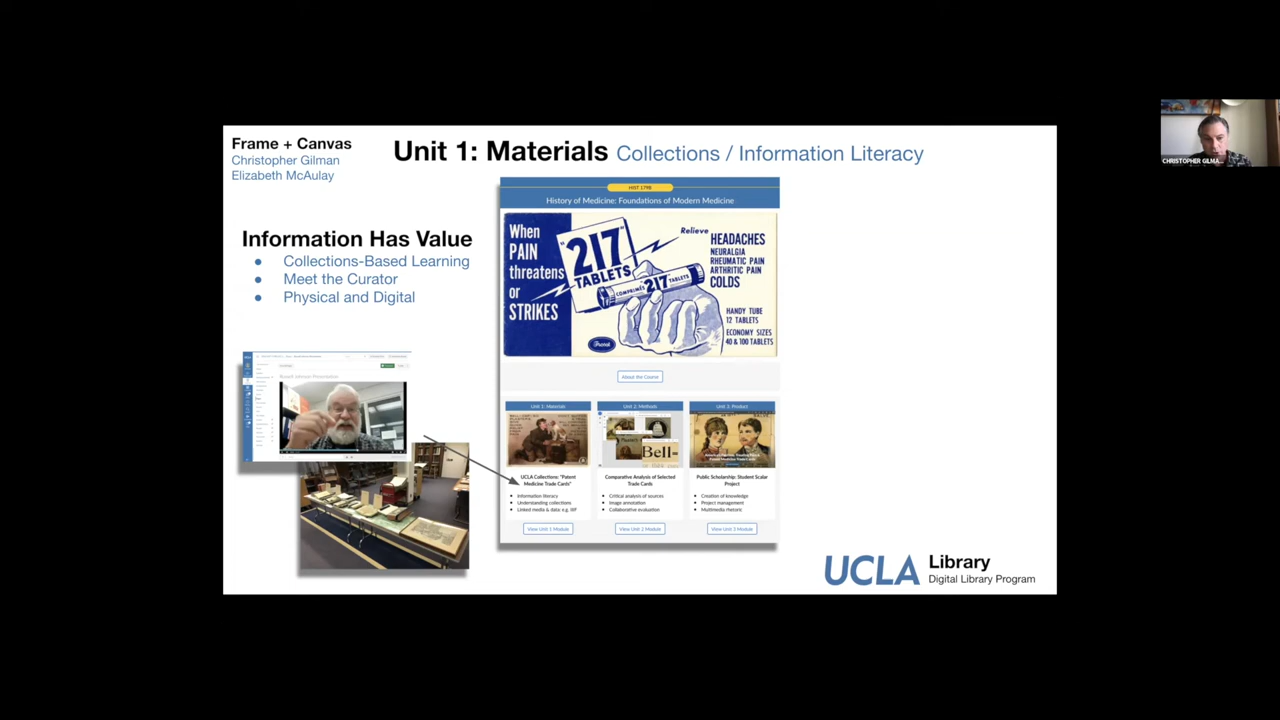 Frame + Canvas
Christopher Gilman
Elizabeth McAulay
Unit 1: Materials Collections / Information Literacy
Information Has Value
● Collections-Based Learning
● Meet the Curator
● Physical and Digital
HIST 179B
History of Medicine: Foundations of Modern Medicine
When
PAIN
threatens
or
STRIKES
"217"
TABLETS
COMPRIMÉS "217" TABLETS
Relieve
HEADACHES
NEURALGIA
RHEUMATIC PAIN
ARTHRITIC PAIN
COLDS
HANDY TUBE
12 TABLETS
ECONOMY SIZES
40 & 100 TABLETS
Frosst
About the Course
Unit 1: Materials
UCLA Collections: "Patent
Medicine Trade Cards"
• Information literacy
• Understanding collections
• Linked media & data: e.g. IIIF
View Unit 1 Module
Unit 2: Methods
Bell-
Comparative Analysis of Selected
Trade Cards
• Critical analysis of sources
• Image annotation
• Collaborative evaluation
View Unit 2 Module
Unit 3: Product
Public Scholarship: Student Scalar
Project
• Creation of knowledge
• Project management
• Multimedia rhetoric
View Unit 3 Module
UCLA Library
Digital Library Program
CHRISTOPHER GILMA...